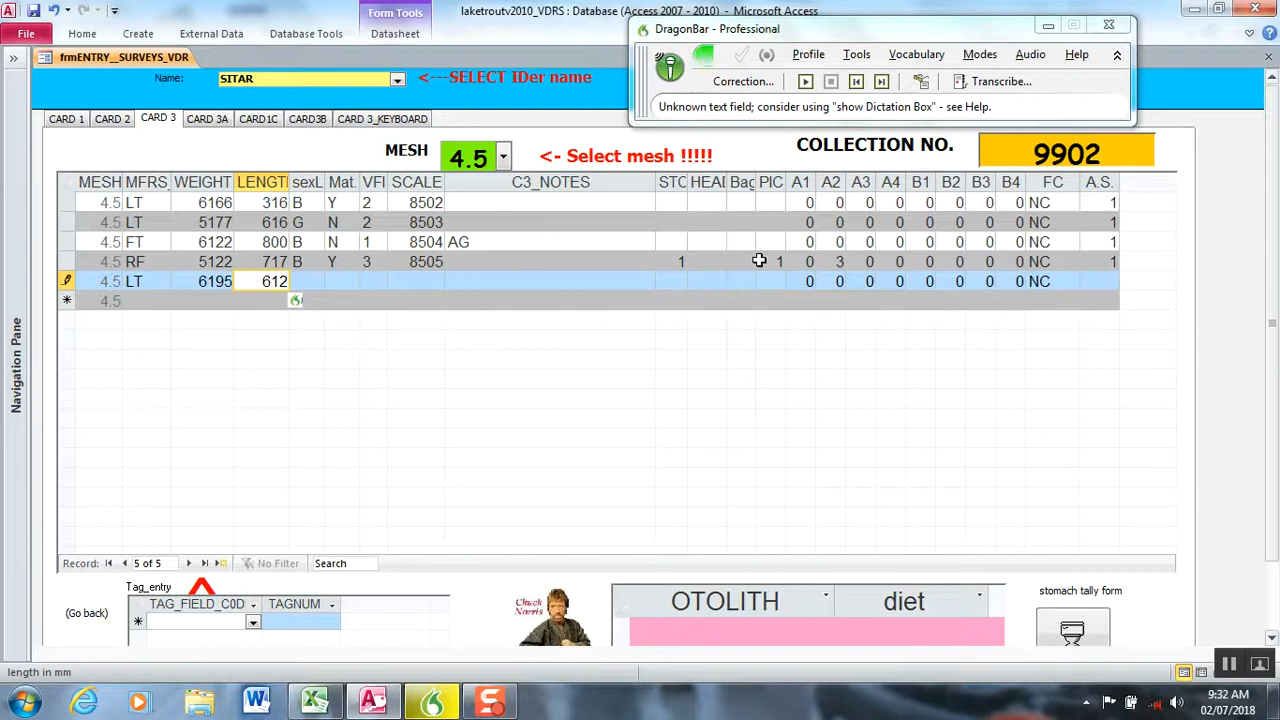 laketroutv2010_VDRS : Database (Access 2007 - 2010) - Microsoft Access
Form Tools
File Home Create External Data Database Tools Datasheet
DragonBar - Professional
Profile Tools Vocabulary Modes Audio Help
Correction... Transcribe...
Unknown text field; consider using "show Dictation Box" - see Help.
frmENTRY__SURVEYS_VDR
Name: SITAR <---SELECT IDer name
CARD 1 CARD 2 CARD 3 CARD 3A CARD1C CARD3B CARD 3_KEYBOARD
MESH 4.5 <- Select mesh !!!!! COLLECTION NO. 9902
MESH MFRS_ WEIGHT LENGTI sexL Mat. VFI SCALE C3_NOTES STC HEAD Bag PIC A1 A2 A3 A4 B1 B2 B3 B4 FC A.S.
4.5 LT 6166 316 B Y 2 8502 0 0 0 0 0 0 0 0 NC 1
4.5 LT 5177 616 G N 2 8503 0 0 0 0 0 0 0 0 NC 1
4.5 FT 6122 800 B N 1 8504 AG 0 0 0 0 0 0 0 0 NC 1
4.5 RF 5122 717 B Y 3 8505 1 1 0 3 0 0 0 0 0 0 NC 1
4.5 LT 6195 612 0 0 0 0 0 0 0 0 NC
4.5
Navigation Pane
Record: 5 of 5 No Filter Search
Tag_entry
(Go back)
TAG_FIELD_C0D TAGNUM
Chuck
Norris
OTOLITH diet
stomach tally form
length in mm
9:32 AM
02/07/2018